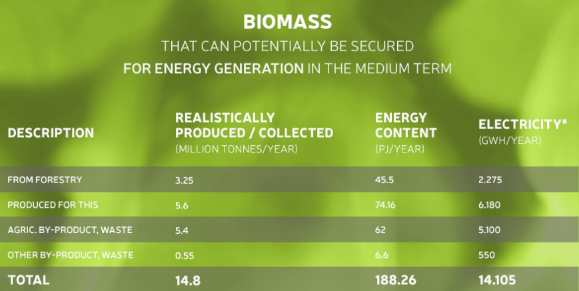 BIOMASS
THAT CAN POTENTIALLY BE SECURED
FOR ENERGY GENERATION IN THE MEDIUM TERM
DESCRIPTION REALISTICALLY PRODUCED / COLLECTED (MILLION TONNES/YEAR) ENERGY CONTENT (PJ/YEAR) ELECTRICITY* (GWH/YEAR)
FROM FORESTRY 3.25 45.5 2.275
PRODUCED FOR THIS 5.6 74.16 6.180
AGRIC. BY-PRODUCT, WASTE 5.4 62 5.100
OTHER BY-PRODUCT, WASTE 0.55 6.6 550
TOTAL 14.8 188.26 14.105